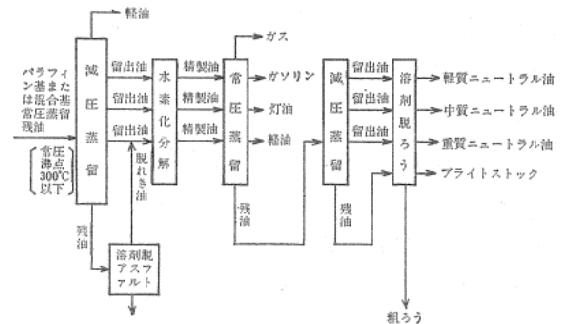 軽油
パラフィ
ン基また
は混合基
常圧蒸留
残油
常圧
沸点
300℃
以下
減圧蒸留
留出油
留出油
留出油
残油
溶剤脱
アスファ
ルト
脱れき油
水素化分解
精製油
精製油
精製油
常圧蒸留
ガス
ガソリン
灯油
軽油
残油
減圧蒸留
留出油
留出油
留出油
残油
溶剤脱ろう
軽質ニュートラル油
中質ニュートラル油
重質ニュートラル油
ブライトストック
粗ろう